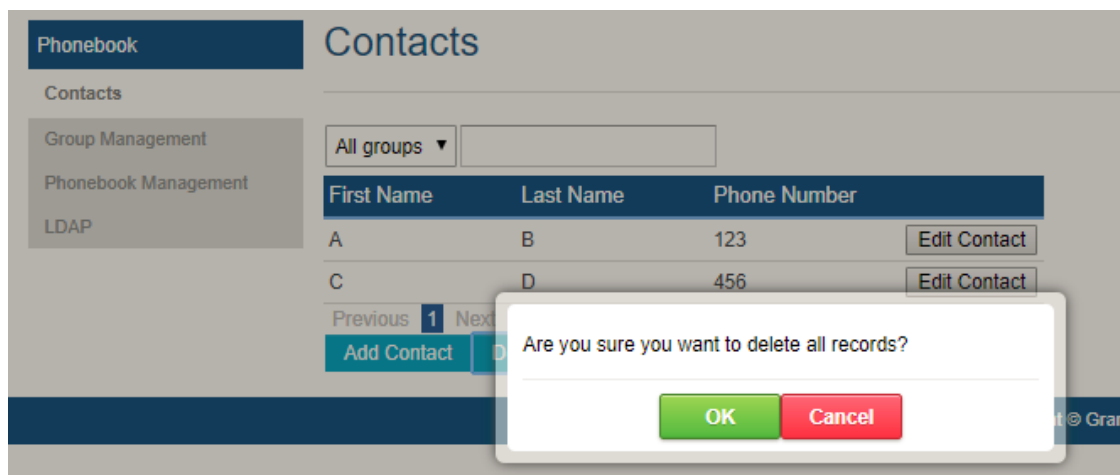 Phonebook
Contacts
Group Management
Phonebook Management
LDAP
Contacts
All groups ▼
First Name Last Name Phone Number
A B 123 Edit Contact
C D 456 Edit Contact
Previous 1 Next
Add Contact
Are you sure you want to delete all records?
OK Cancel
©